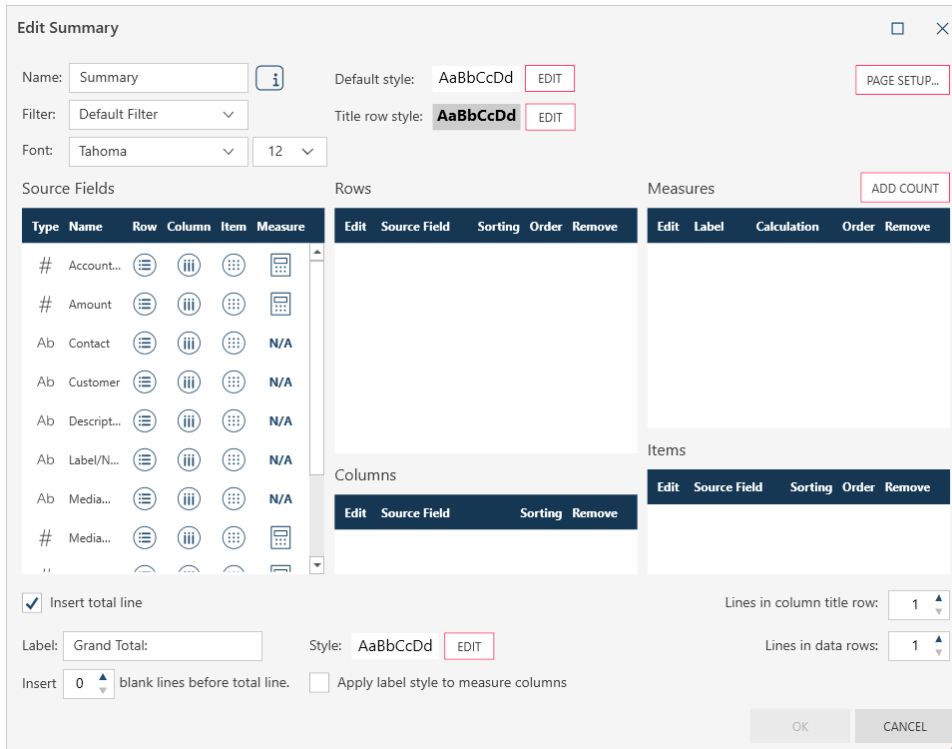 Edit Summary
Name: Summary i Default style: AaBbCcDd EDIT PAGE SETUP...
Filter: Default Filter Title row style: AaBbCcDd EDIT
Font: Tahoma 12
Source Fields Rows Measures ADD COUNT
Type Name Row Column Item Measure Edit Source Field Sorting Order Remove Edit Label Calculation Order Remove
# Account...
# Amount
Ab Contact N/A
Ab Customer N/A
Ab Descript... N/A
Items
Ab Label/N... N/A
Columns
Edit Source Field Sorting Order Remove
Ab Media... N/A
Edit Source Field Sorting Remove
# Media...
Insert total line Lines in column title row: 1
Label: Grand Total: Style: AaBbCcDd EDIT Lines in data rows: 1
Insert 0 blank lines before total line. Apply label style to measure columns
OK CANCEL